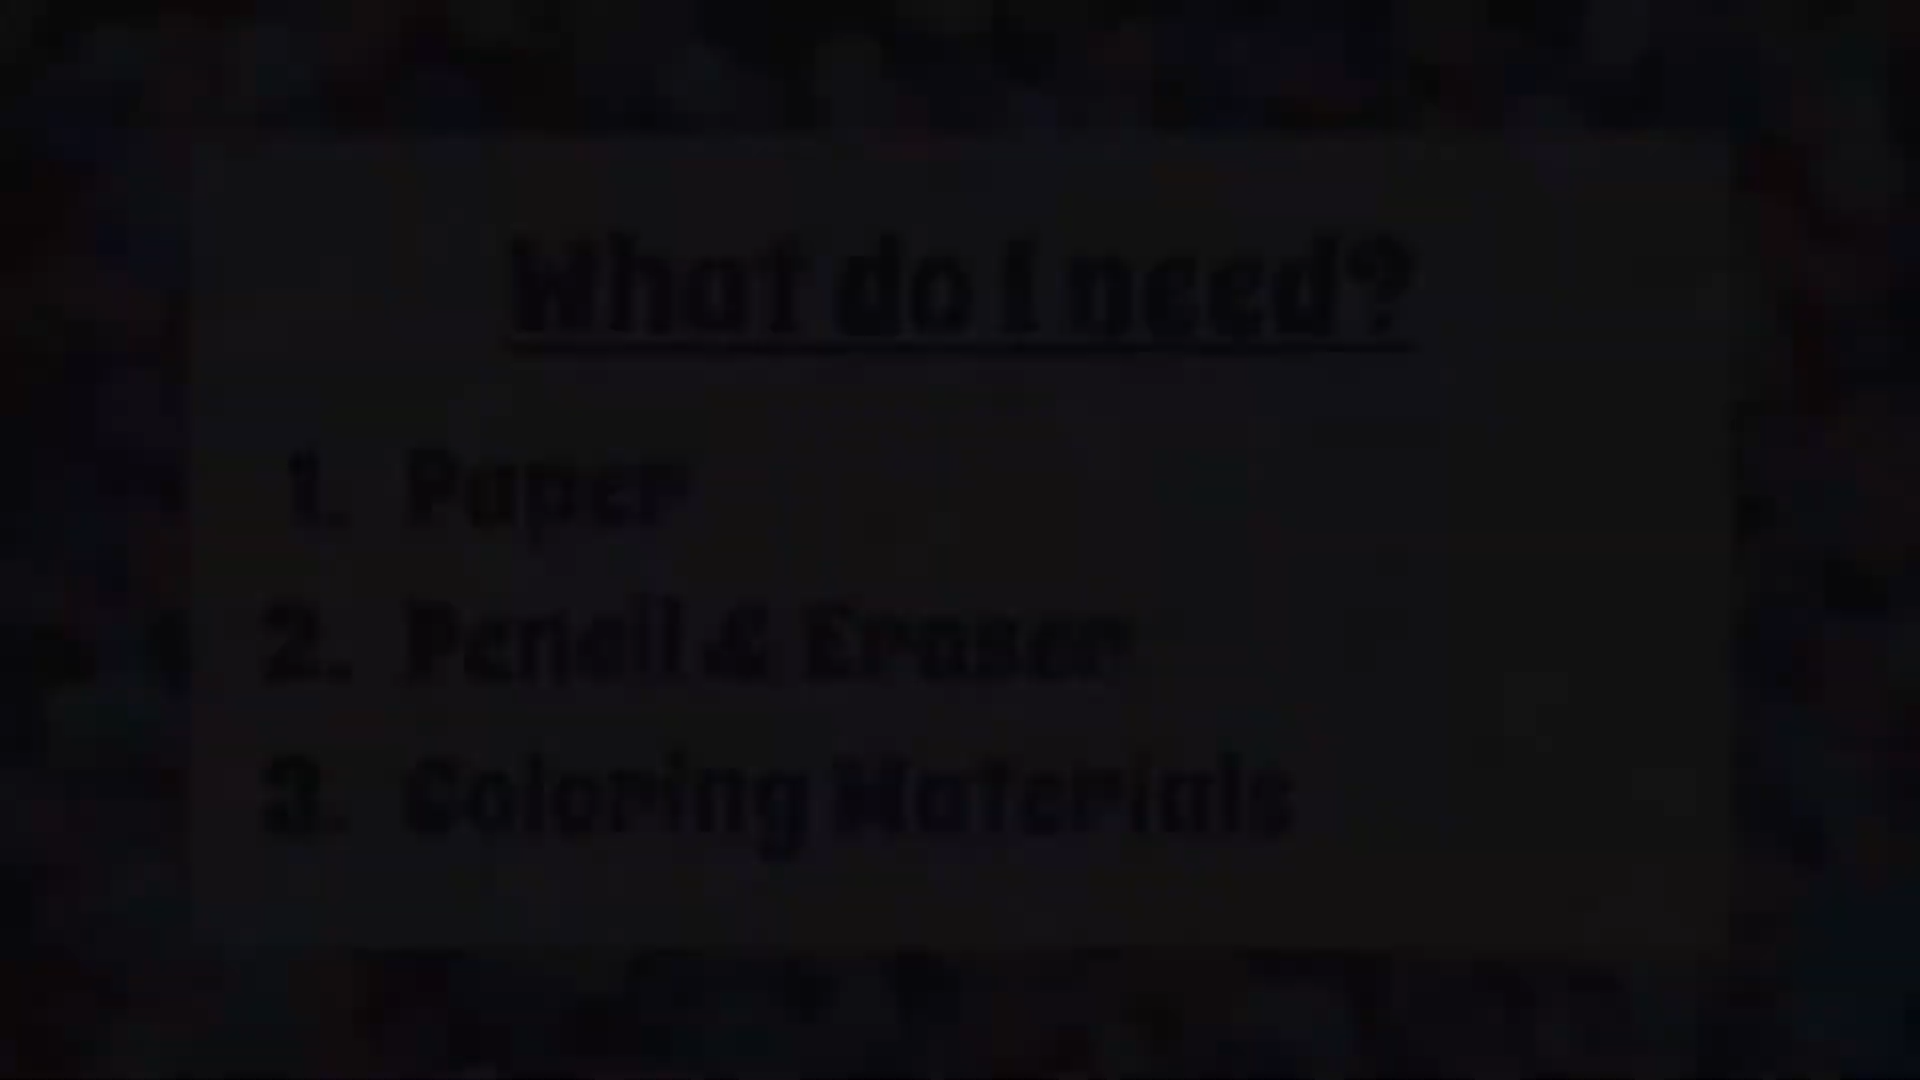 What do I need?
1. Paper
2. Pencil & Eraser
3. Coloring Materials